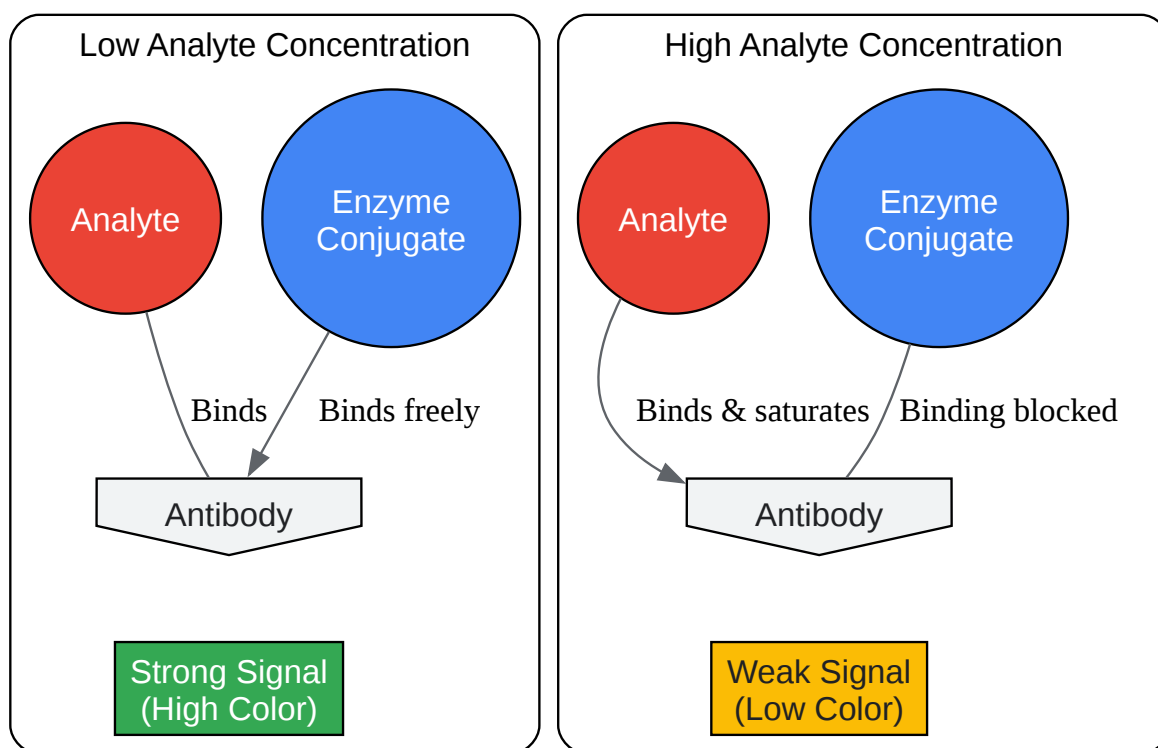 Low Analyte Concentration
Analyte
Enzyme
Conjugate
Binds
Binds freely
Antibody
Strong Signal
(High Color)
High Analyte Concentration
Analyte
Enzyme
Conjugate
Binds & saturates
Binding blocked
Antibody
Weak Signal
(Low Color)